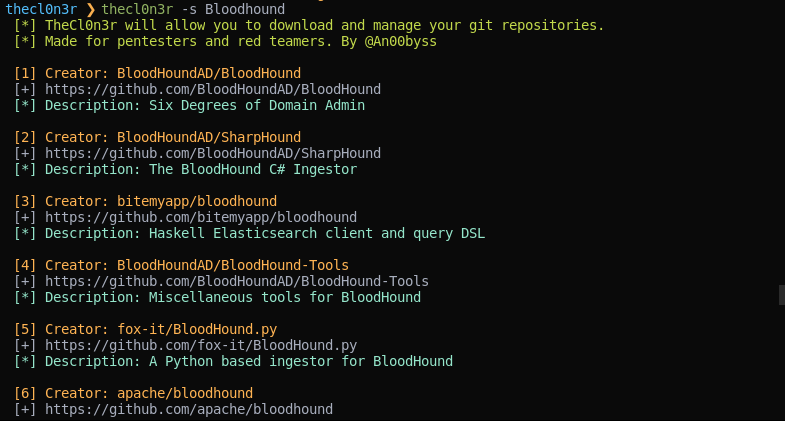 thecl0n3r ❯ thecl0n3r -s Bloodhound
[*] TheCl0n3r will allow you to download and manage your git repositories.
[*] Made for pentesters and red teamers. By @An00byss
[1] Creator: BloodHoundAD/BloodHound
[+] https://github.com/BloodHoundAD/BloodHound
[*] Description: Six Degrees of Domain Admin
[2] Creator: BloodHoundAD/SharpHound
[+] https://github.com/BloodHoundAD/SharpHound
[*] Description: The BloodHound C# Ingestor
[3] Creator: bitemyapp/bloodhound
[+] https://github.com/bitemyapp/bloodhound
[*] Description: Haskell Elasticsearch client and query DSL
[4] Creator: BloodHoundAD/BloodHound-Tools
[+] https://github.com/BloodHoundAD/BloodHound-Tools
[*] Description: Miscellaneous tools for BloodHound
[5] Creator: fox-it/BloodHound.py
[+] https://github.com/fox-it/BloodHound.py
[*] Description: A Python based ingestor for BloodHound
[6] Creator: apache/bloodhound
[+] https://github.com/apache/bloodhound